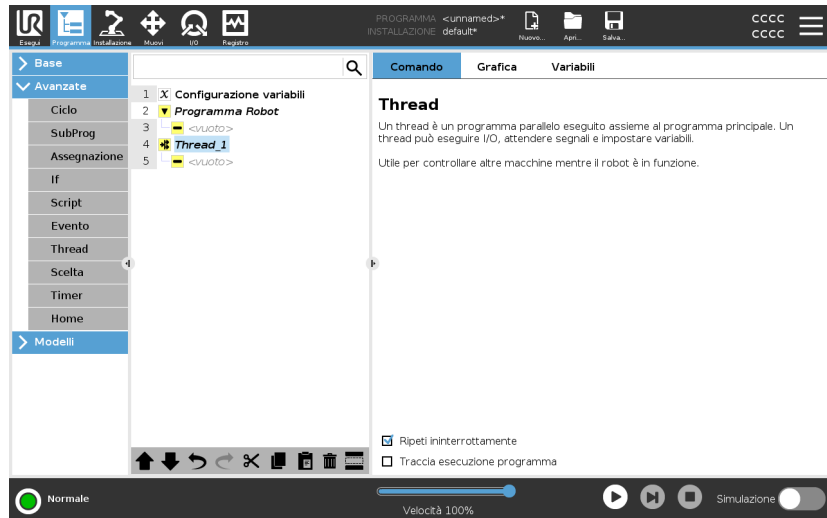 PROGRAMMA <unnamed>*
INSTALLAZIONE default*
cccc
cccc
Esegui
Programma
Installazione
Muovi
I/O
Registro
Nuovo...
Apri...
Salva...
Base
Avanzate
Ciclo
SubProg
Assegnazione
If
Script
Evento
Thread
Scelta
Timer
Home
Modelli
1 X Configurazione variabili
2 Programma Robot
3 <vuoto>
4 Thread_1
5 <vuoto>
Comando Grafica Variabili
Thread
Un thread è un programma parallelo eseguito assieme al programma principale. Un
thread può eseguire I/O, attendere segnali e impostare variabili.
Utile per controllare altre macchine mentre il robot è in funzione.
Ripeti ininterrottamente
Traccia esecuzione programma
Normale
Velocità 100%
Simulazione